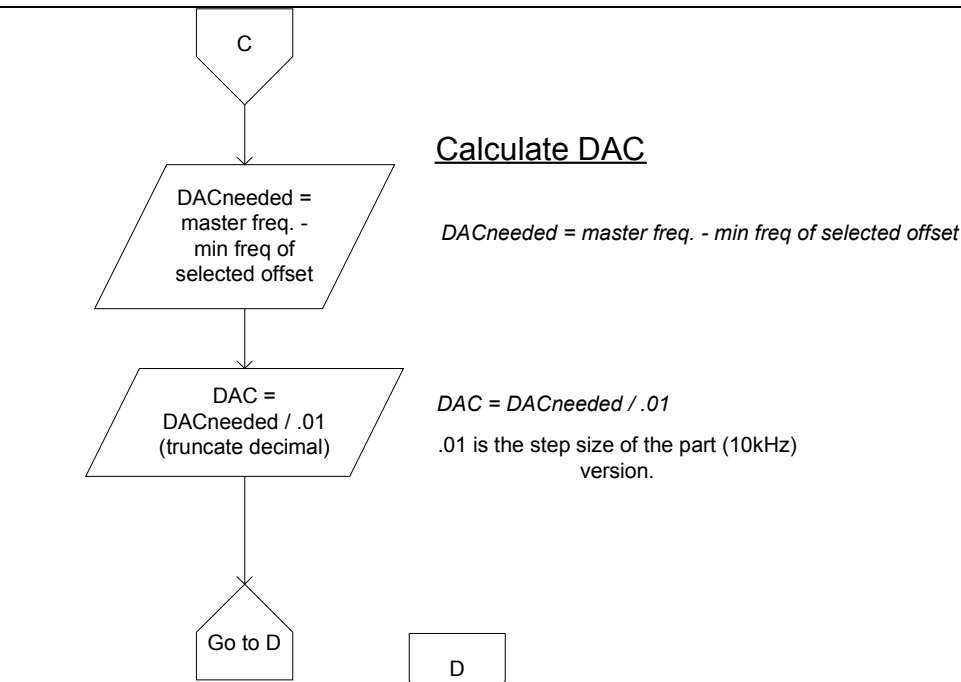 C
Calculate DAC
DACneeded =
master freq. -
min freq of
selected offset
DACneeded = master freq. - min freq of selected offset
DAC =
DACneeded / .01
(truncate decimal)
DAC = DACneeded / .01
.01 is the step size of the part (10kHz)
version.
Go to D
D